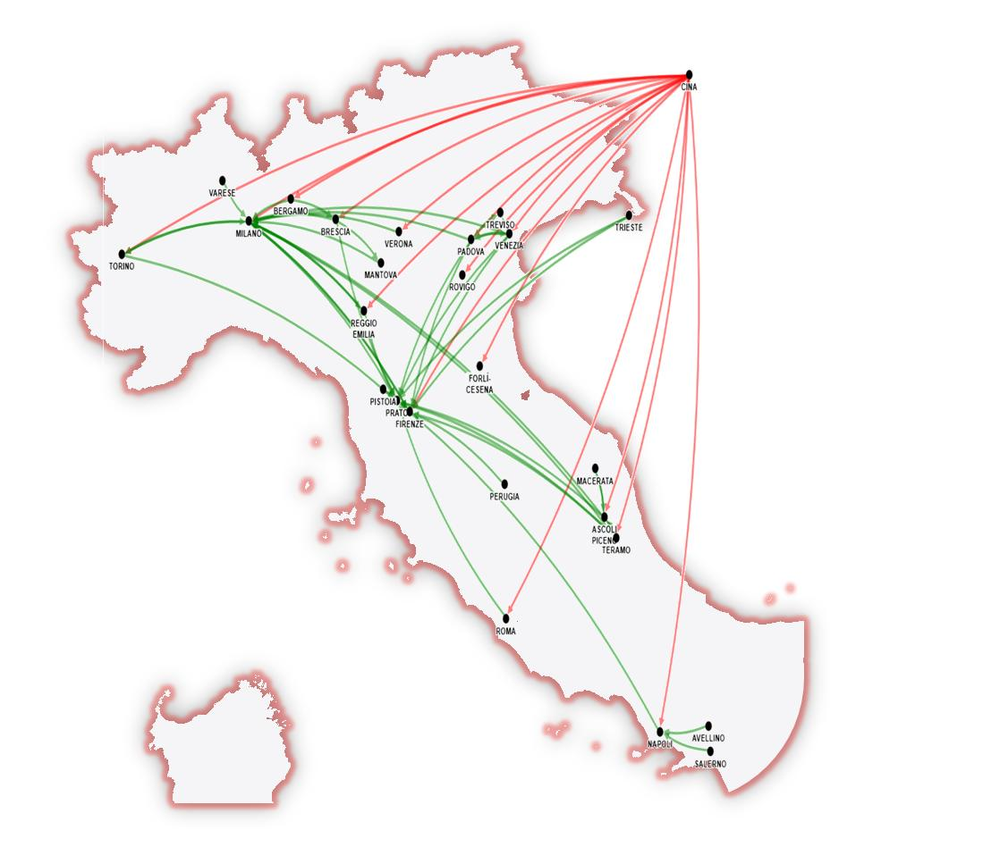 CINA
VARESE
BERGAMO
MILANO
BRESCIA
TREVISO
TRIESTE
VERONA
PADOVA
VENEZIA
TORINO
MANTOVA
ROVIGO
REGGIO
EMILIA
FORLÍ-
CESENA
PISTOIA
PRATO
FIRENZE
MACERATA
PERUGIA
ASCOLI
PICENO
TERAMO
ROMA
NAPOLI
AVELLINO
SALERNO